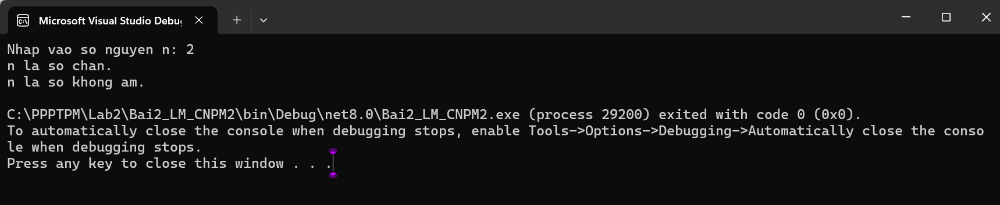 Microsoft Visual Studio Debug
Nhap vao so nguyen n: 2
n la so chan.
n la so khong am.
C:\PPPTPM\Lab2\Bai2_LM_CNPM2\bin\Debug\net8.0\Bai2_LM_CNPM2.exe (process 29200) exited with code 0 (0x0).
To automatically close the console when debugging stops, enable Tools->Options->Debugging->Automatically close the conso
le when debugging stops.
Press any key to close this window . . .